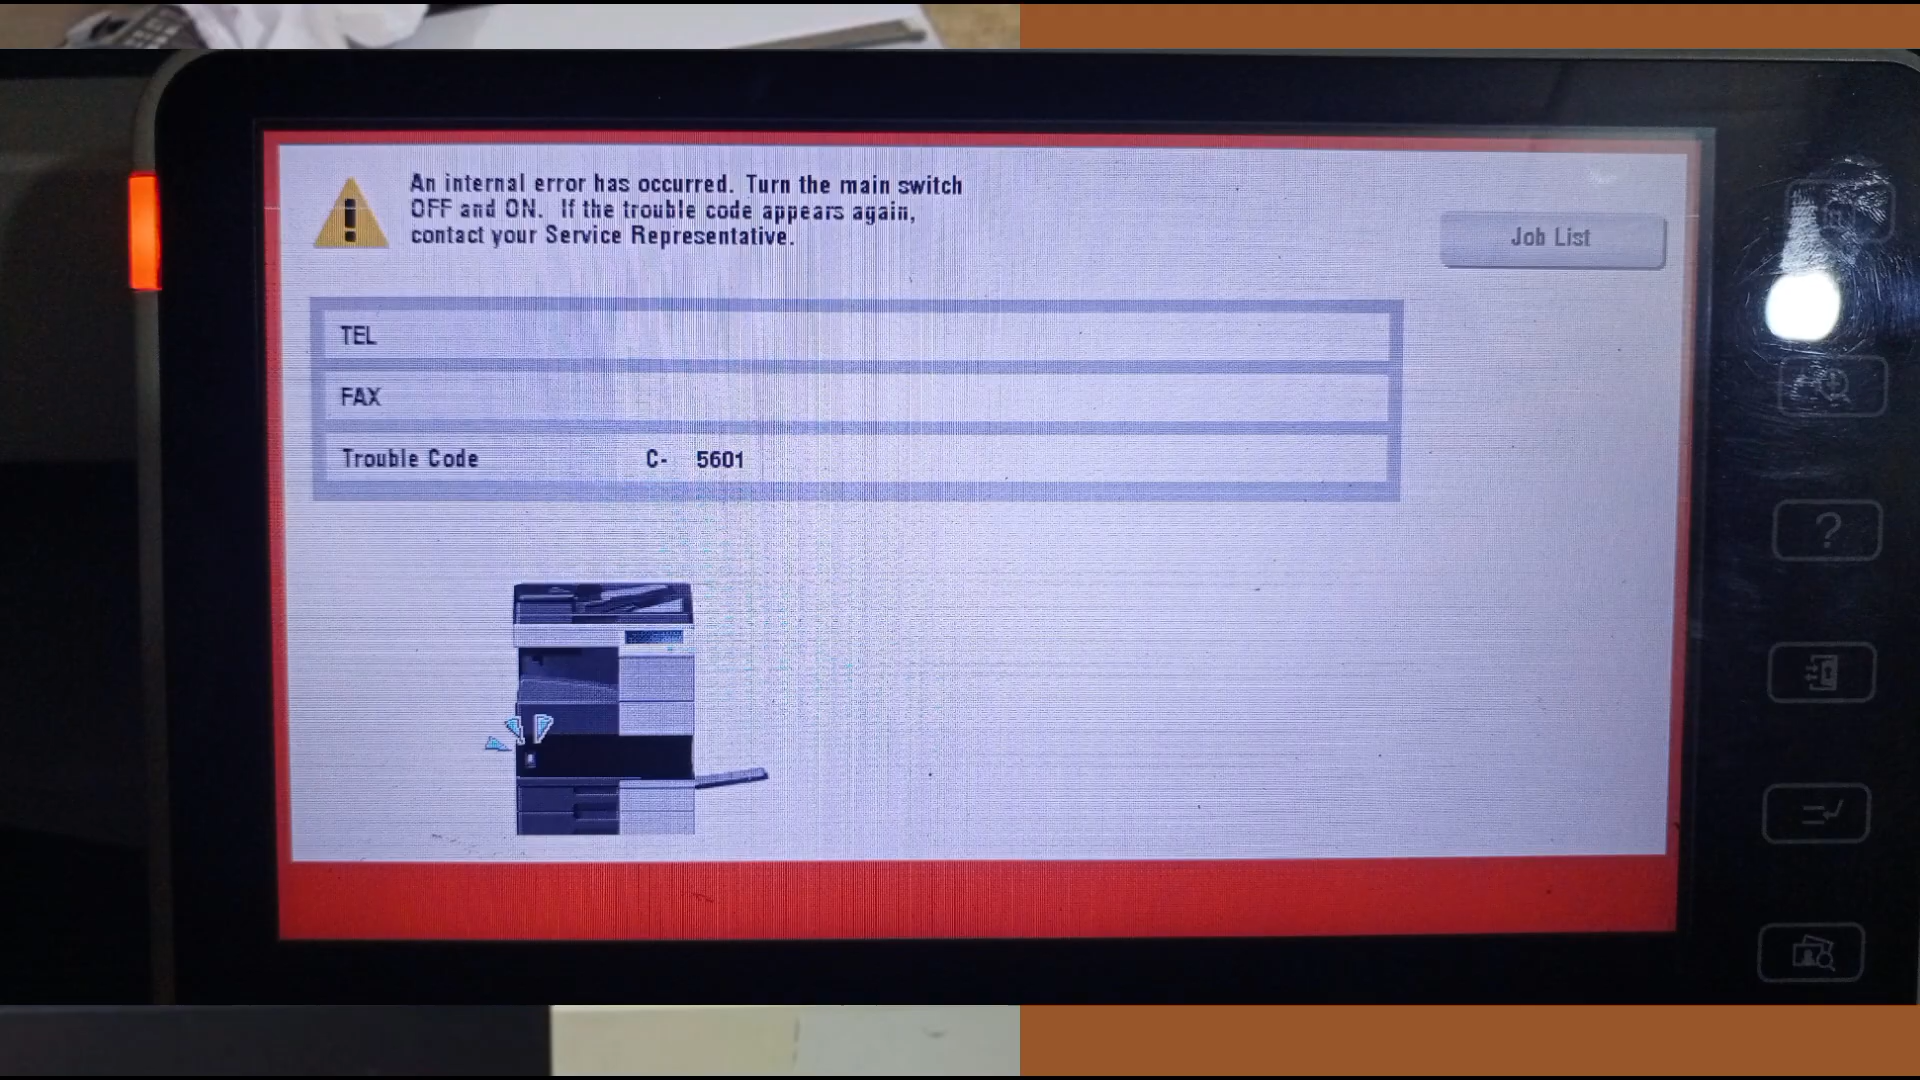 An internal error has occurred. Turn the main switch
OFF and ON. If the trouble code appears again,
contact your Service Representative.
Job List
TEL
FAX
Trouble Code C- 5601
?